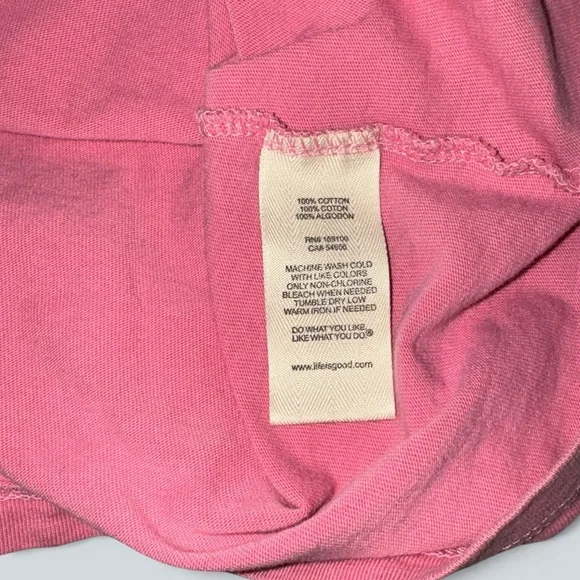 100% COTTON
100% COTON
100% ALGODÓN
RN# 109100
CA# 54606
MACHINE WASH COLD
WITH LIKE COLORS
ONLY NON-CHLORINE
BLEACH WHEN NEEDED
TUMBLE DRY LOW
WARM IRON IF NEEDED
DO WHAT YOU LIKE
LIKE WHAT YOU DO®
www.lifeisgood.com